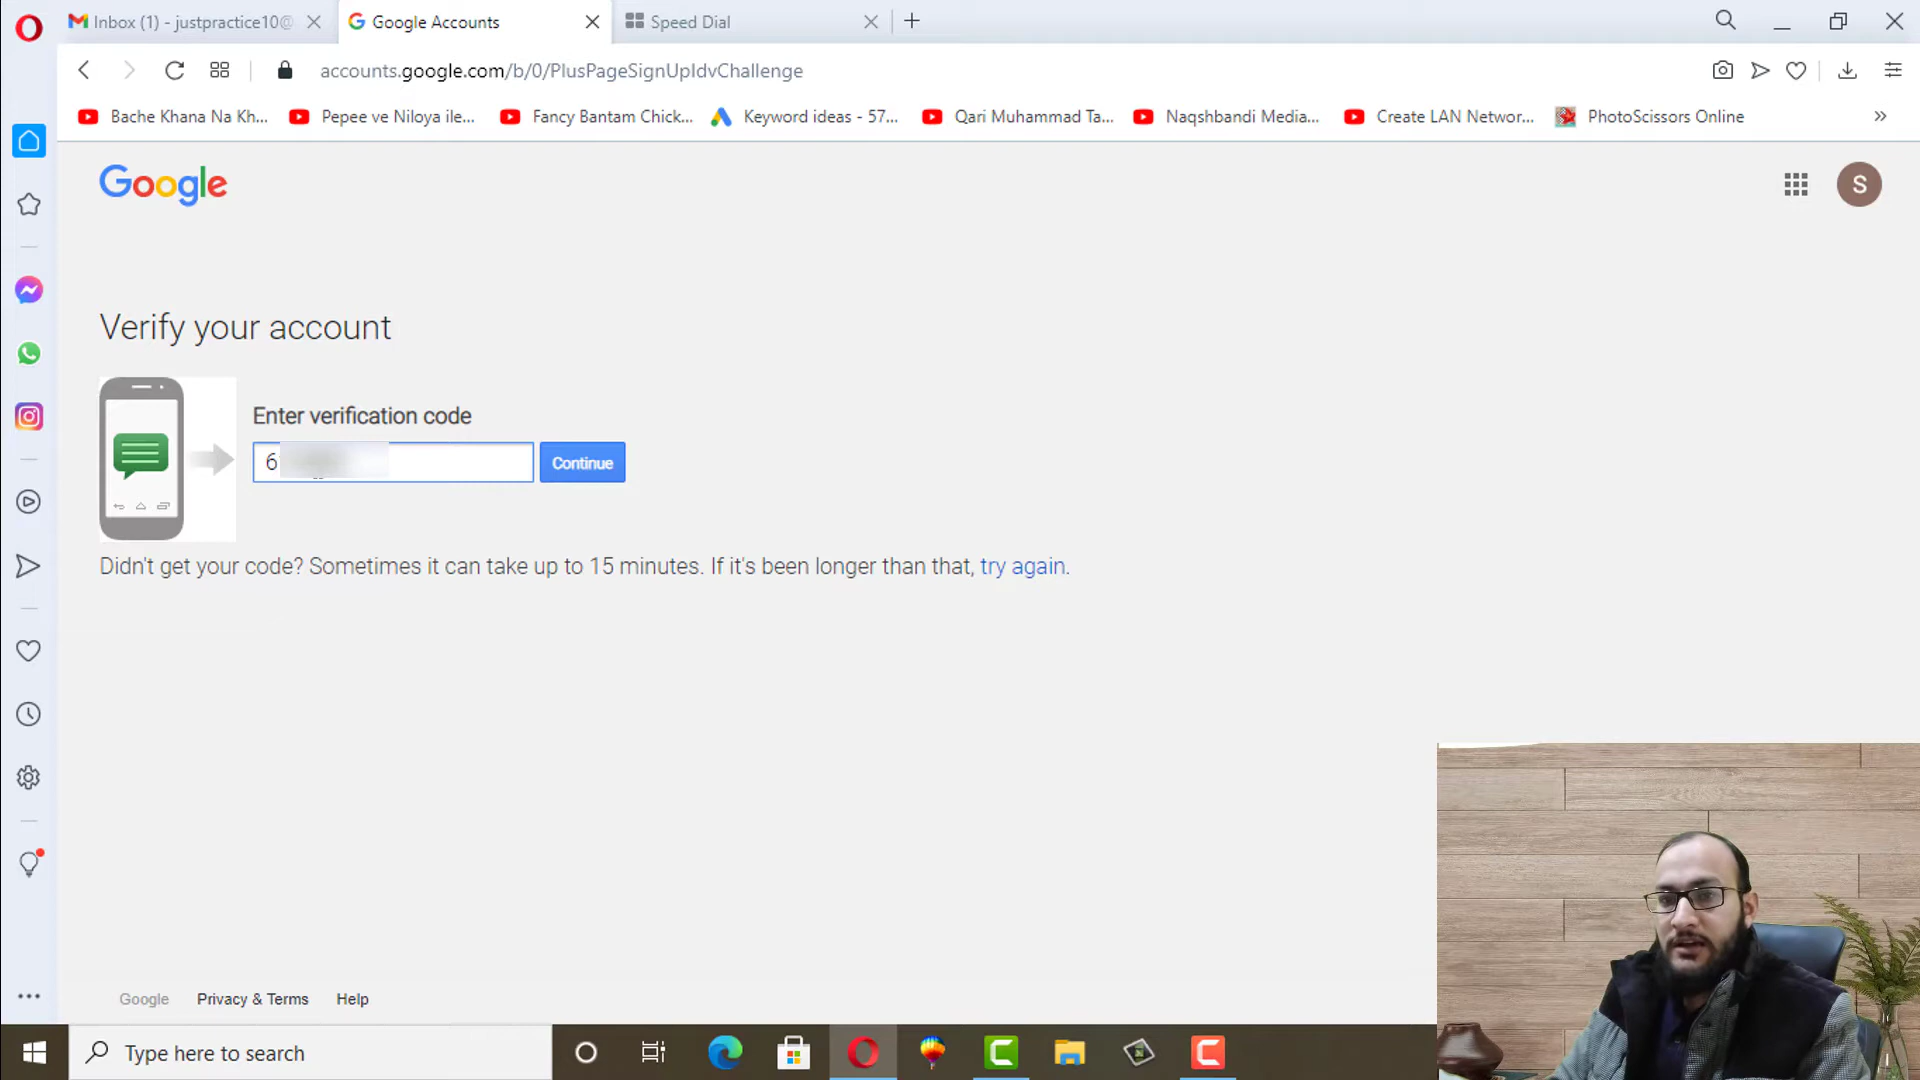 Inbox (1) - justpractice10@
Google Accounts
Speed Dial
accounts.google.com/b/0/PlusPageSignUpIdvChallenge
Bache Khana Na Kh...
Pepee ve Niloya ile...
Fancy Bantam Chick...
Keyword ideas - 57...
Qari Muhammad Ta...
Naqshbandi Media...
Create LAN Networ...
PhotoScissors Online
Google
S
Verify your account
Enter verification code
6
Continue
Didn't get your code? Sometimes it can take up to 15 minutes. If it's been longer than that, try again.
Google
Privacy & Terms
Help
Type here to search